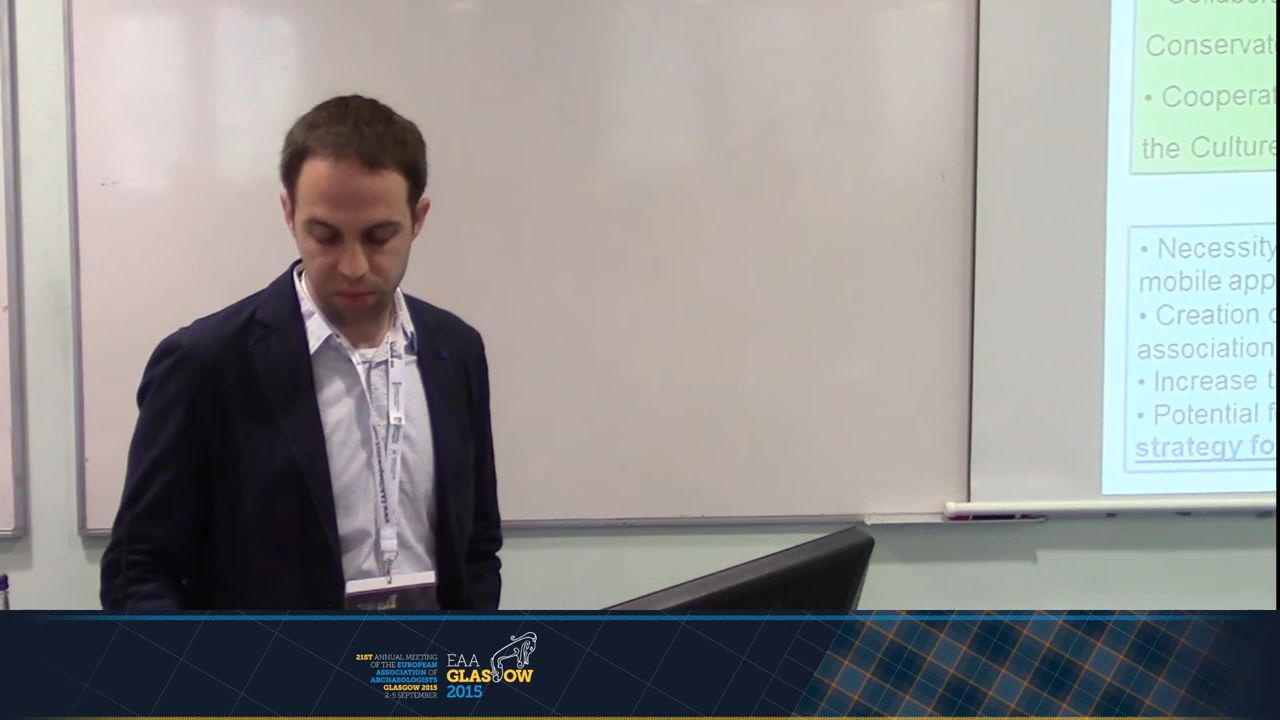 Conservat
• Cooperat
the Culture
• Necessity
mobile app
• Creation
association
• Increase t
• Potential f
strategy fo
21ST ANNUAL MEETING
OF THE EUROPEAN
ASSOCIATION OF
ARCHAEOLOGISTS
GLASGOW 2015
2-5 SEPTEMBER
EAA
GLASGOW
2015